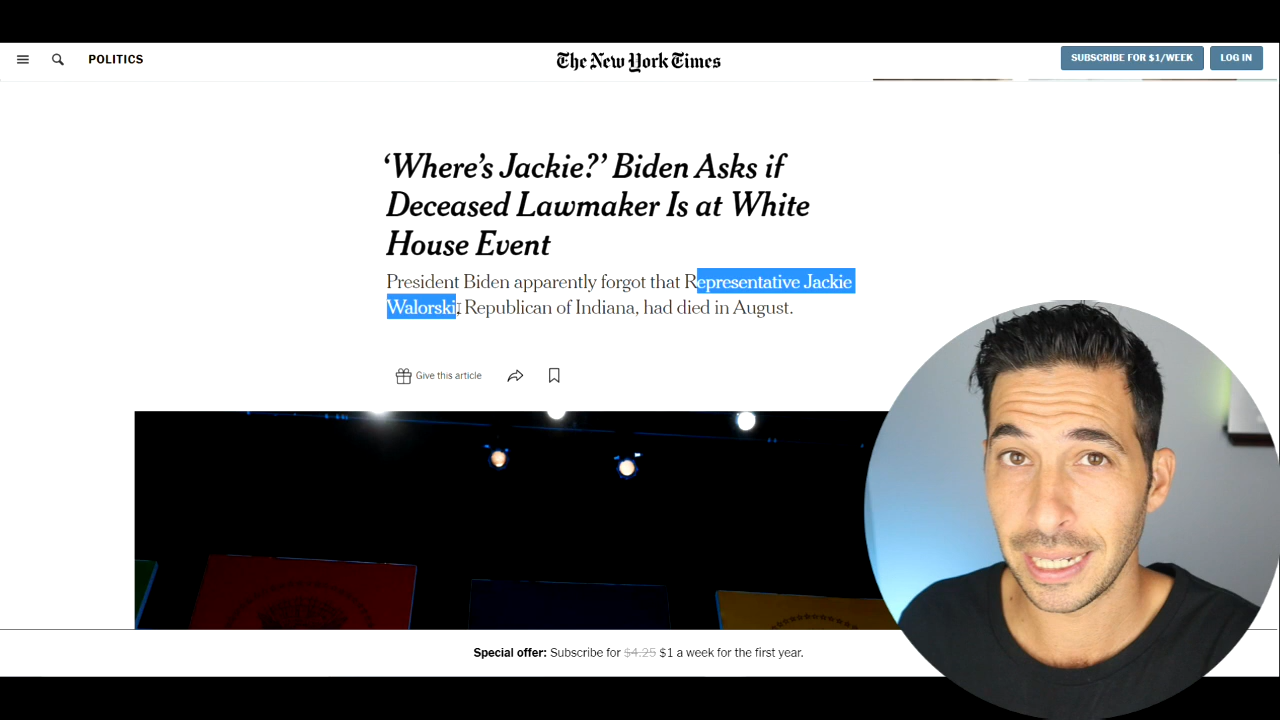 POLITICS
The New York Times
SUBSCRIBE FOR $1/WEEK
LOG IN
‘Where’s Jackie?’ Biden Asks if
Deceased Lawmaker Is at White
House Event
President Biden apparently forgot that Representative Jackie
Walorski, Republican of Indiana, had died in August.
Give this article
Special offer: Subscribe for $4.25 $1 a week for the first year.